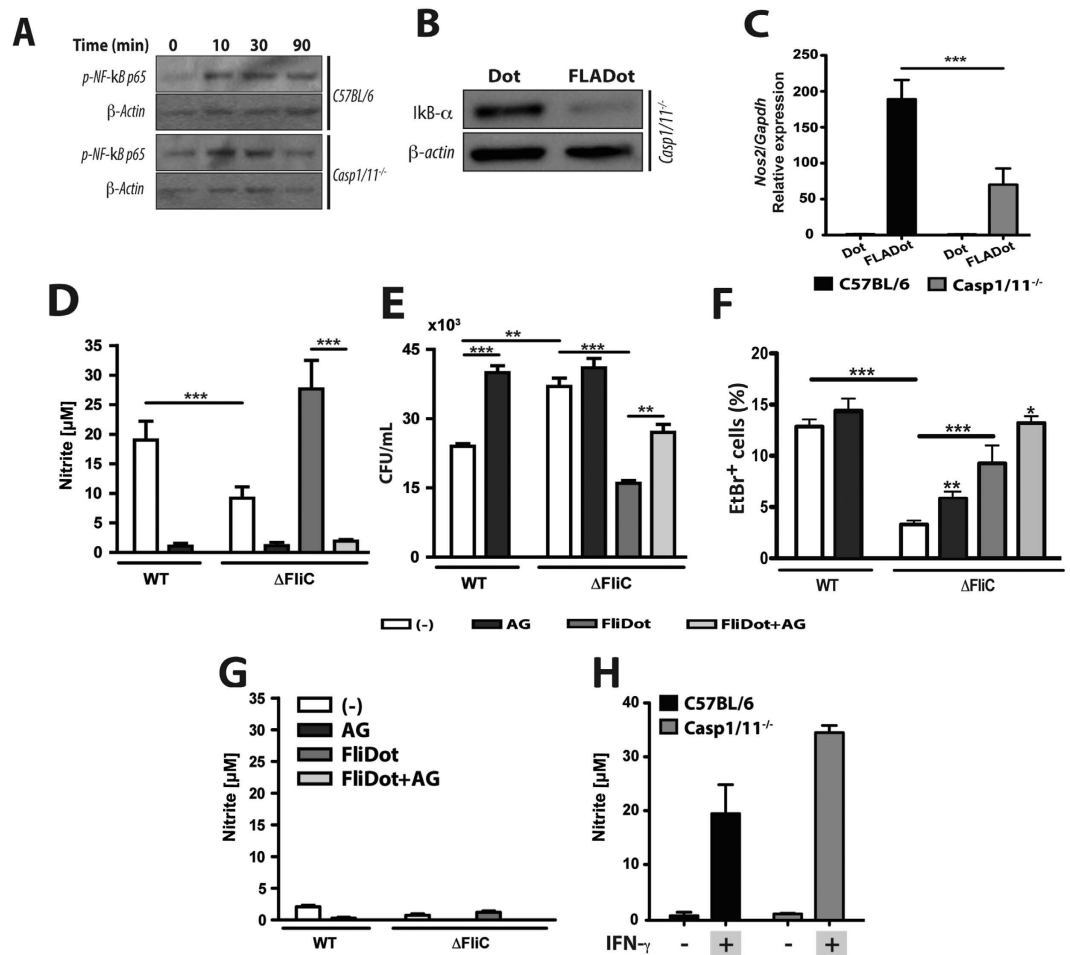 A
Time (min) 0 10 30 90
p-NF-kB p65
β-Actin
C57BL/6
p-NF-kB p65
β-Actin
Casp1/11-/-
B
Dot FLADot
IkB-α
β-actin
Casp1/11-/-
C
Nos2/Gapdh
Relative expression
250
200
150
100
50
0
***
Dot FLADot Dot FLADot
C57BL/6 Casp1/11-/-
D
Nitrite [µM]
35
30
25
20
15
10
5
0
***
***
WT ΔFliC
E
x10³
CFU/mL
45
30
15
0
**
*** ***
**
WT ΔFliC
F
EtBr+ cells (%)
20
15
10
5
0
***
***
**
*
WT ΔFliC
(-) AG FliDot FliDot+AG
G
Nitrite [µM]
35
30
25
20
15
10
5
0
(-)
AG
FliDot
FliDot+AG
WT ΔFliC
H
Nitrite [µM]
40
30
20
10
0
C57BL/6
Casp1/11-/-
IFN-γ - + - +